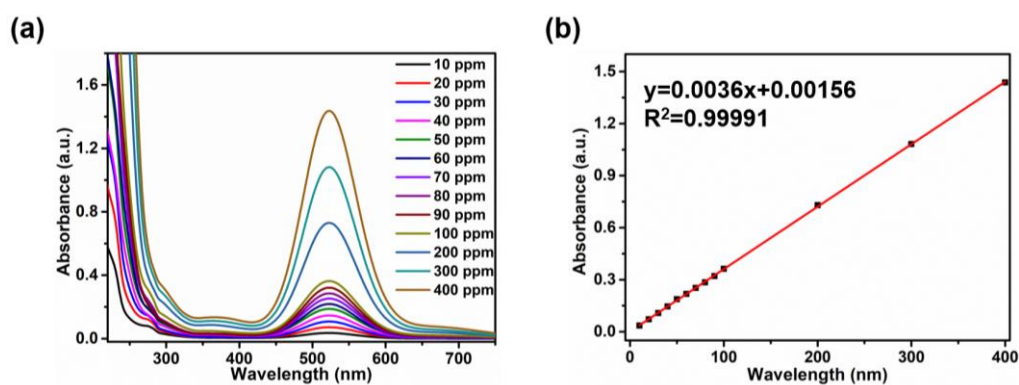 (a)
Absorbance (a.u.)
1.6
1.2
0.8
0.4
0.0
300
400
500
600
700
Wavelength (nm)
10 ppm
20 ppm
30 ppm
40 ppm
50 ppm
60 ppm
70 ppm
80 ppm
90 ppm
100 ppm
200 ppm
300 ppm
400 ppm
(b)
Absorbance (a.u.)
1.5
1.2
0.9
0.6
0.3
0.0
0
100
200
300
400
Wavelength (nm)
y=0.0036x+0.00156
R²=0.99991